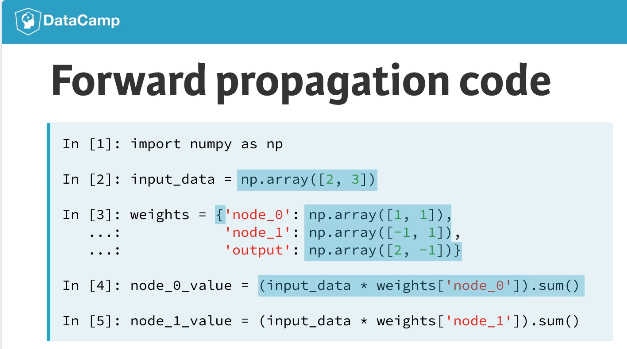 DataCamp
Forward propagation code
In [1]: import numpy as np
In [2]: input_data = np.array([2, 3])
In [3]: weights = {'node_0': np.array([1, 1]),
...: 'node_1': np.array([-1, 1]),
...: 'output': np.array([2, -1])}
In [4]: node_0_value = (input_data * weights['node_0']).sum()
In [5]: node_1_value = (input_data * weights['node_1']).sum()